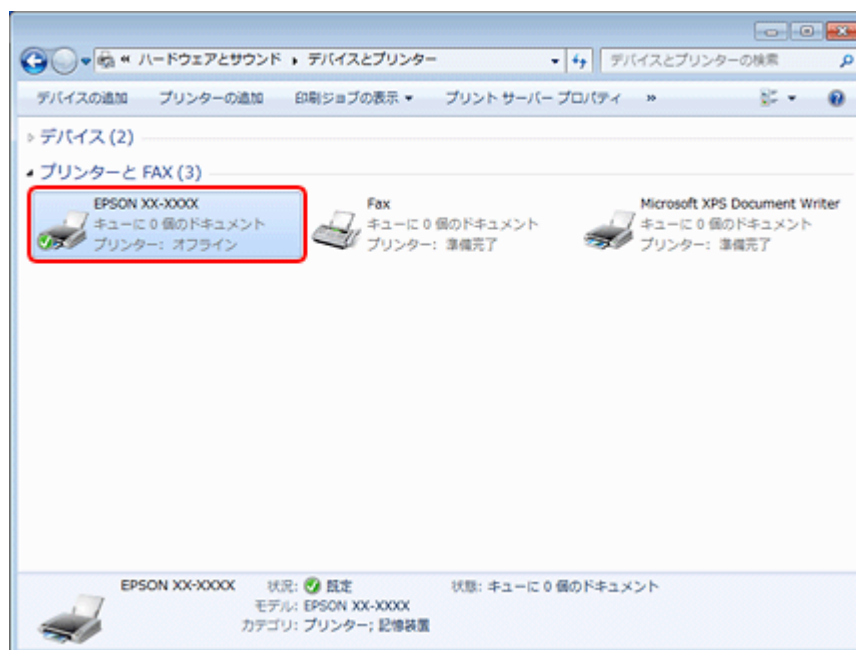 « ハードウェアとサウンド ▸ デバイスとプリンター
デバイスとプリンターの検索
デバイスの追加 プリンターの追加 印刷ジョブの表示 ▼ プリント サーバー プロパティ »
デバイス (2)
プリンターと FAX (3)
EPSON XX-XXXX
キューに 0 個のドキュメント
プリンター: オフライン
Fax
キューに 0 個のドキュメント
プリンター: 準備完了
Microsoft XPS Document Writer
キューに 0 個のドキュメント
プリンター: 準備完了
EPSON XX-XXXX 状況: 既定 状態: キューに 0 個のドキュメント
モデル: EPSON XX-XXXX
カテゴリ: プリンター; 記憶装置